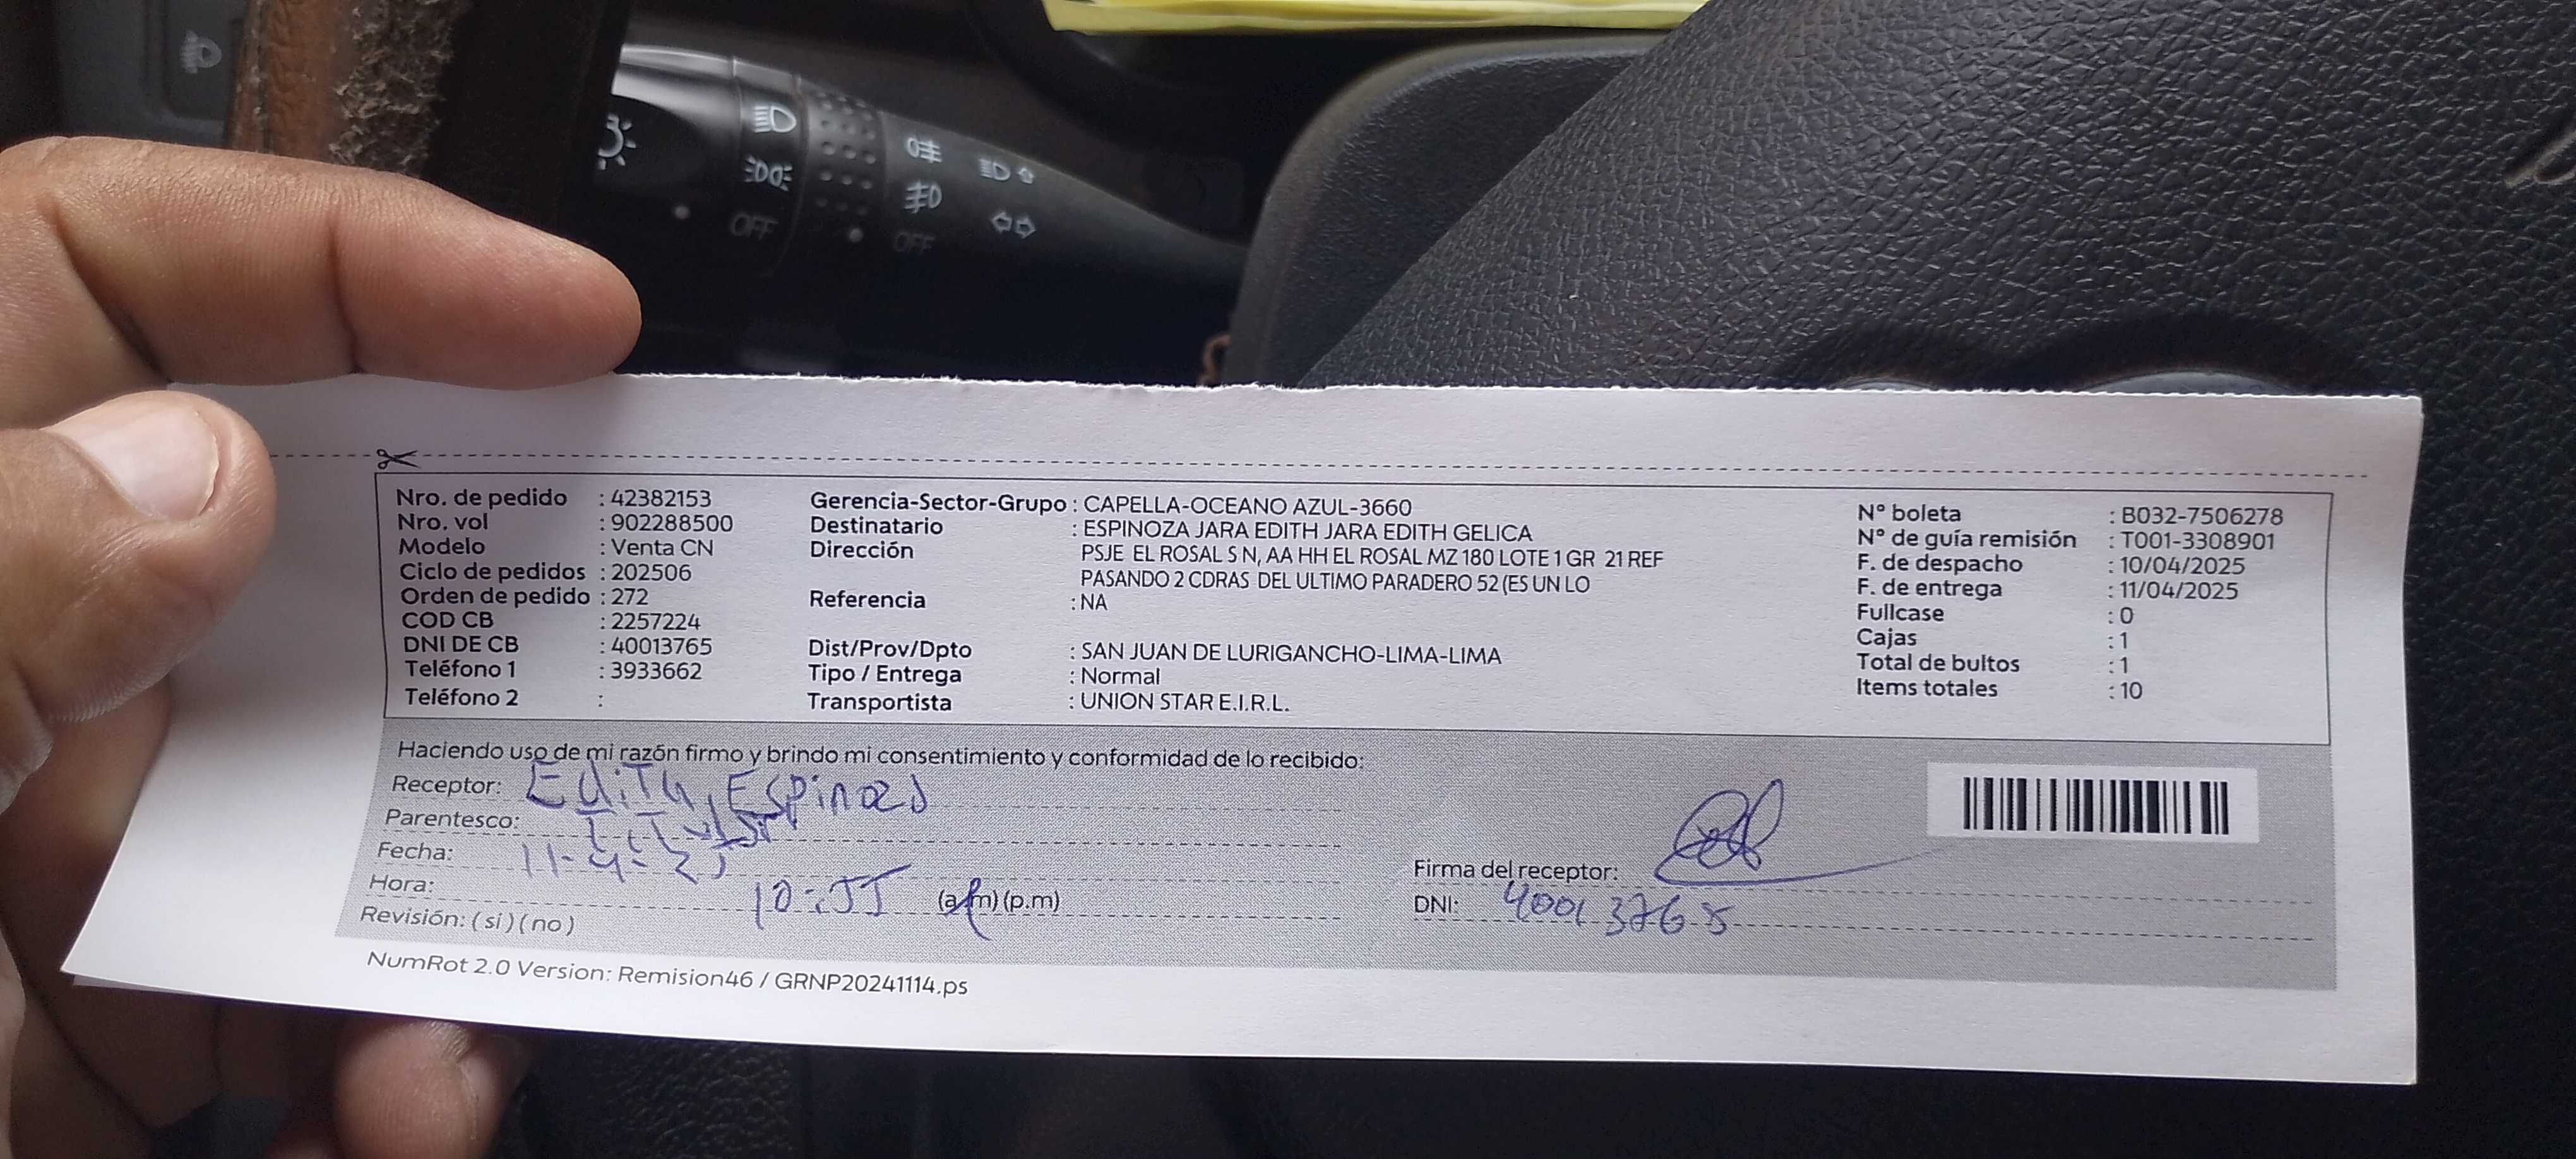 OFF
OFF
Nro. de pedido : 42382153
Nro. vol : 902288500
Modelo : Venta CN
Ciclo de pedidos : 202506
Orden de pedido : 272
COD CB : 2257224
DNI DE CB : 40013765
Teléfono 1 : 3933662
Teléfono 2 :
Gerencia-Sector-Grupo : CAPELLA-OCEANO AZUL-3660
Destinatario : ESPINOZA JARA EDITH JARA EDITH GELICA
Dirección PSJE EL ROSAL S N, AA HH EL ROSAL MZ 180 LOTE 1 GR 21 REF
PASANDO 2 CDRAS DEL ULTIMO PARADERO 52 (ES UN LO
Referencia : NA
Dist/Prov/Dpto : SAN JUAN DE LURIGANCHO-LIMA-LIMA
Tipo / Entrega : Normal
Transportista : UNION STAR E.I.R.L.
N° boleta : B032-7506278
N° de guía remisión : T001-3308901
F. de despacho : 10/04/2025
F. de entrega : 11/04/2025
Fullcase : 0
Cajas : 1
Total de bultos : 1
Items totales : 10
Haciendo uso de mi razón firmo y brindo mi consentimiento y conformidad de lo recibido:
Receptor: Edith Espinoza
Parentesco: Titular
Fecha: 11-4-25
Hora: 10:55 (a.m) (p.m)
Revisión: ( si ) ( no )
Firma del receptor:
DNI: 40013765
NumRot 2.0 Version: Remision46 / GRNP20241114.ps